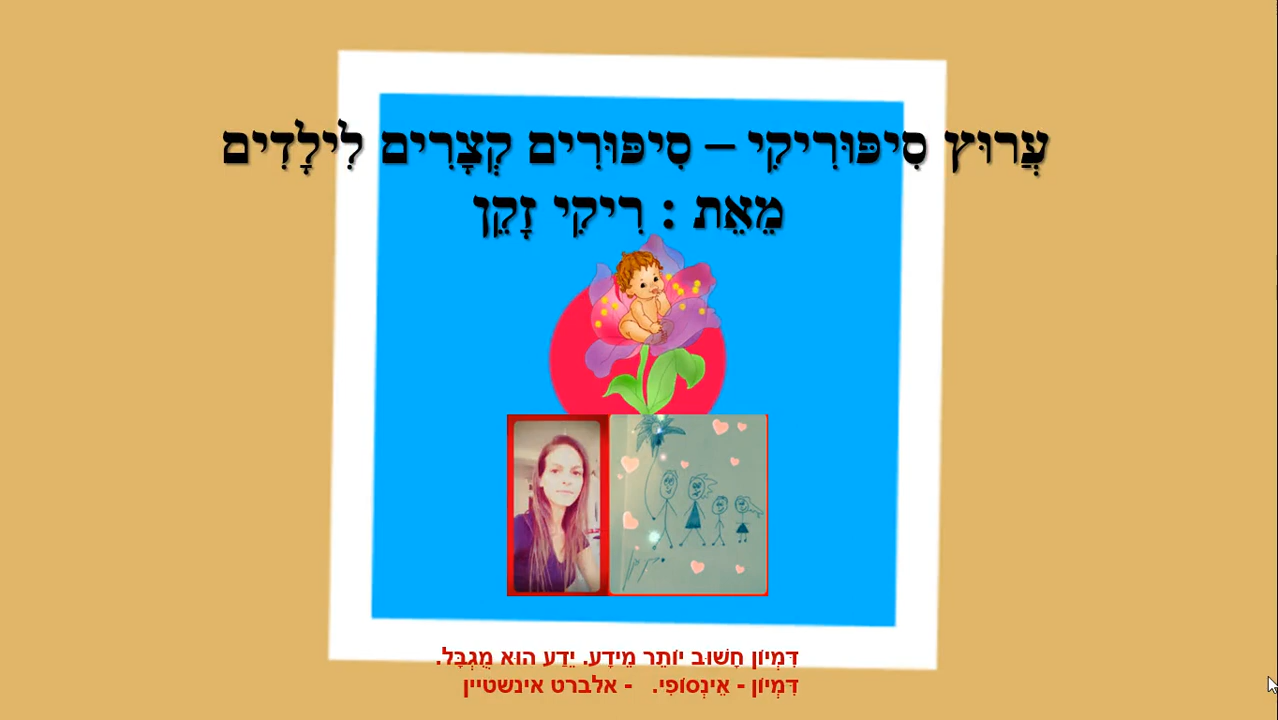 עֲרוּץ סִיפּוּרִיקִי – סִיפּוּרִים קְצָרִים לִילָדִים
מֵאֵת : רִיקִי זָקֵן
דִּמְיוֹן חָשׁוּב יוֹתֵר מֵידָע. יֵדַע הוּא מֻגְבָּל.
דִּמְיוֹן - אֵינְסוֹפִי. - אלברט אינשטיין